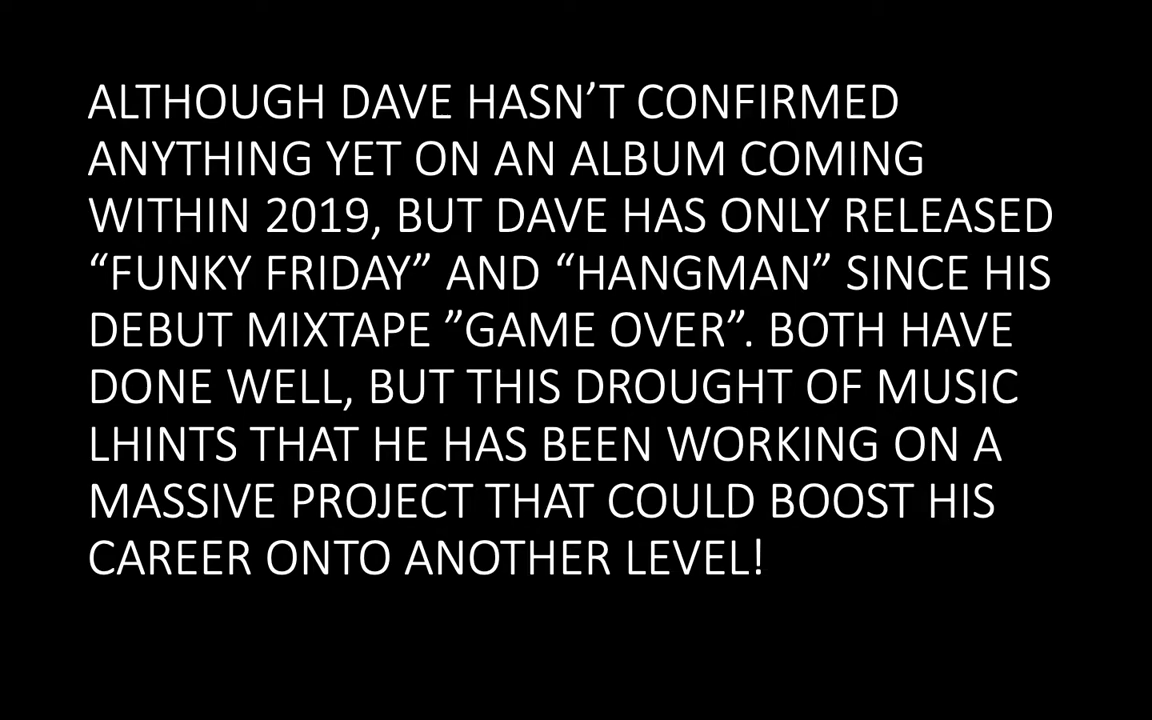 ALTHOUGH DAVE HASN’T CONFIRMED
ANYTHING YET ON AN ALBUM COMING
WITHIN 2019, BUT DAVE HAS ONLY RELEASED
“FUNKY FRIDAY” AND “HANGMAN” SINCE HIS
DEBUT MIXTAPE ”GAME OVER”. BOTH HAVE
DONE WELL, BUT THIS DROUGHT OF MUSIC
LHINTS THAT HE HAS BEEN WORKING ON A
MASSIVE PROJECT THAT COULD BOOST HIS
CAREER ONTO ANOTHER LEVEL!